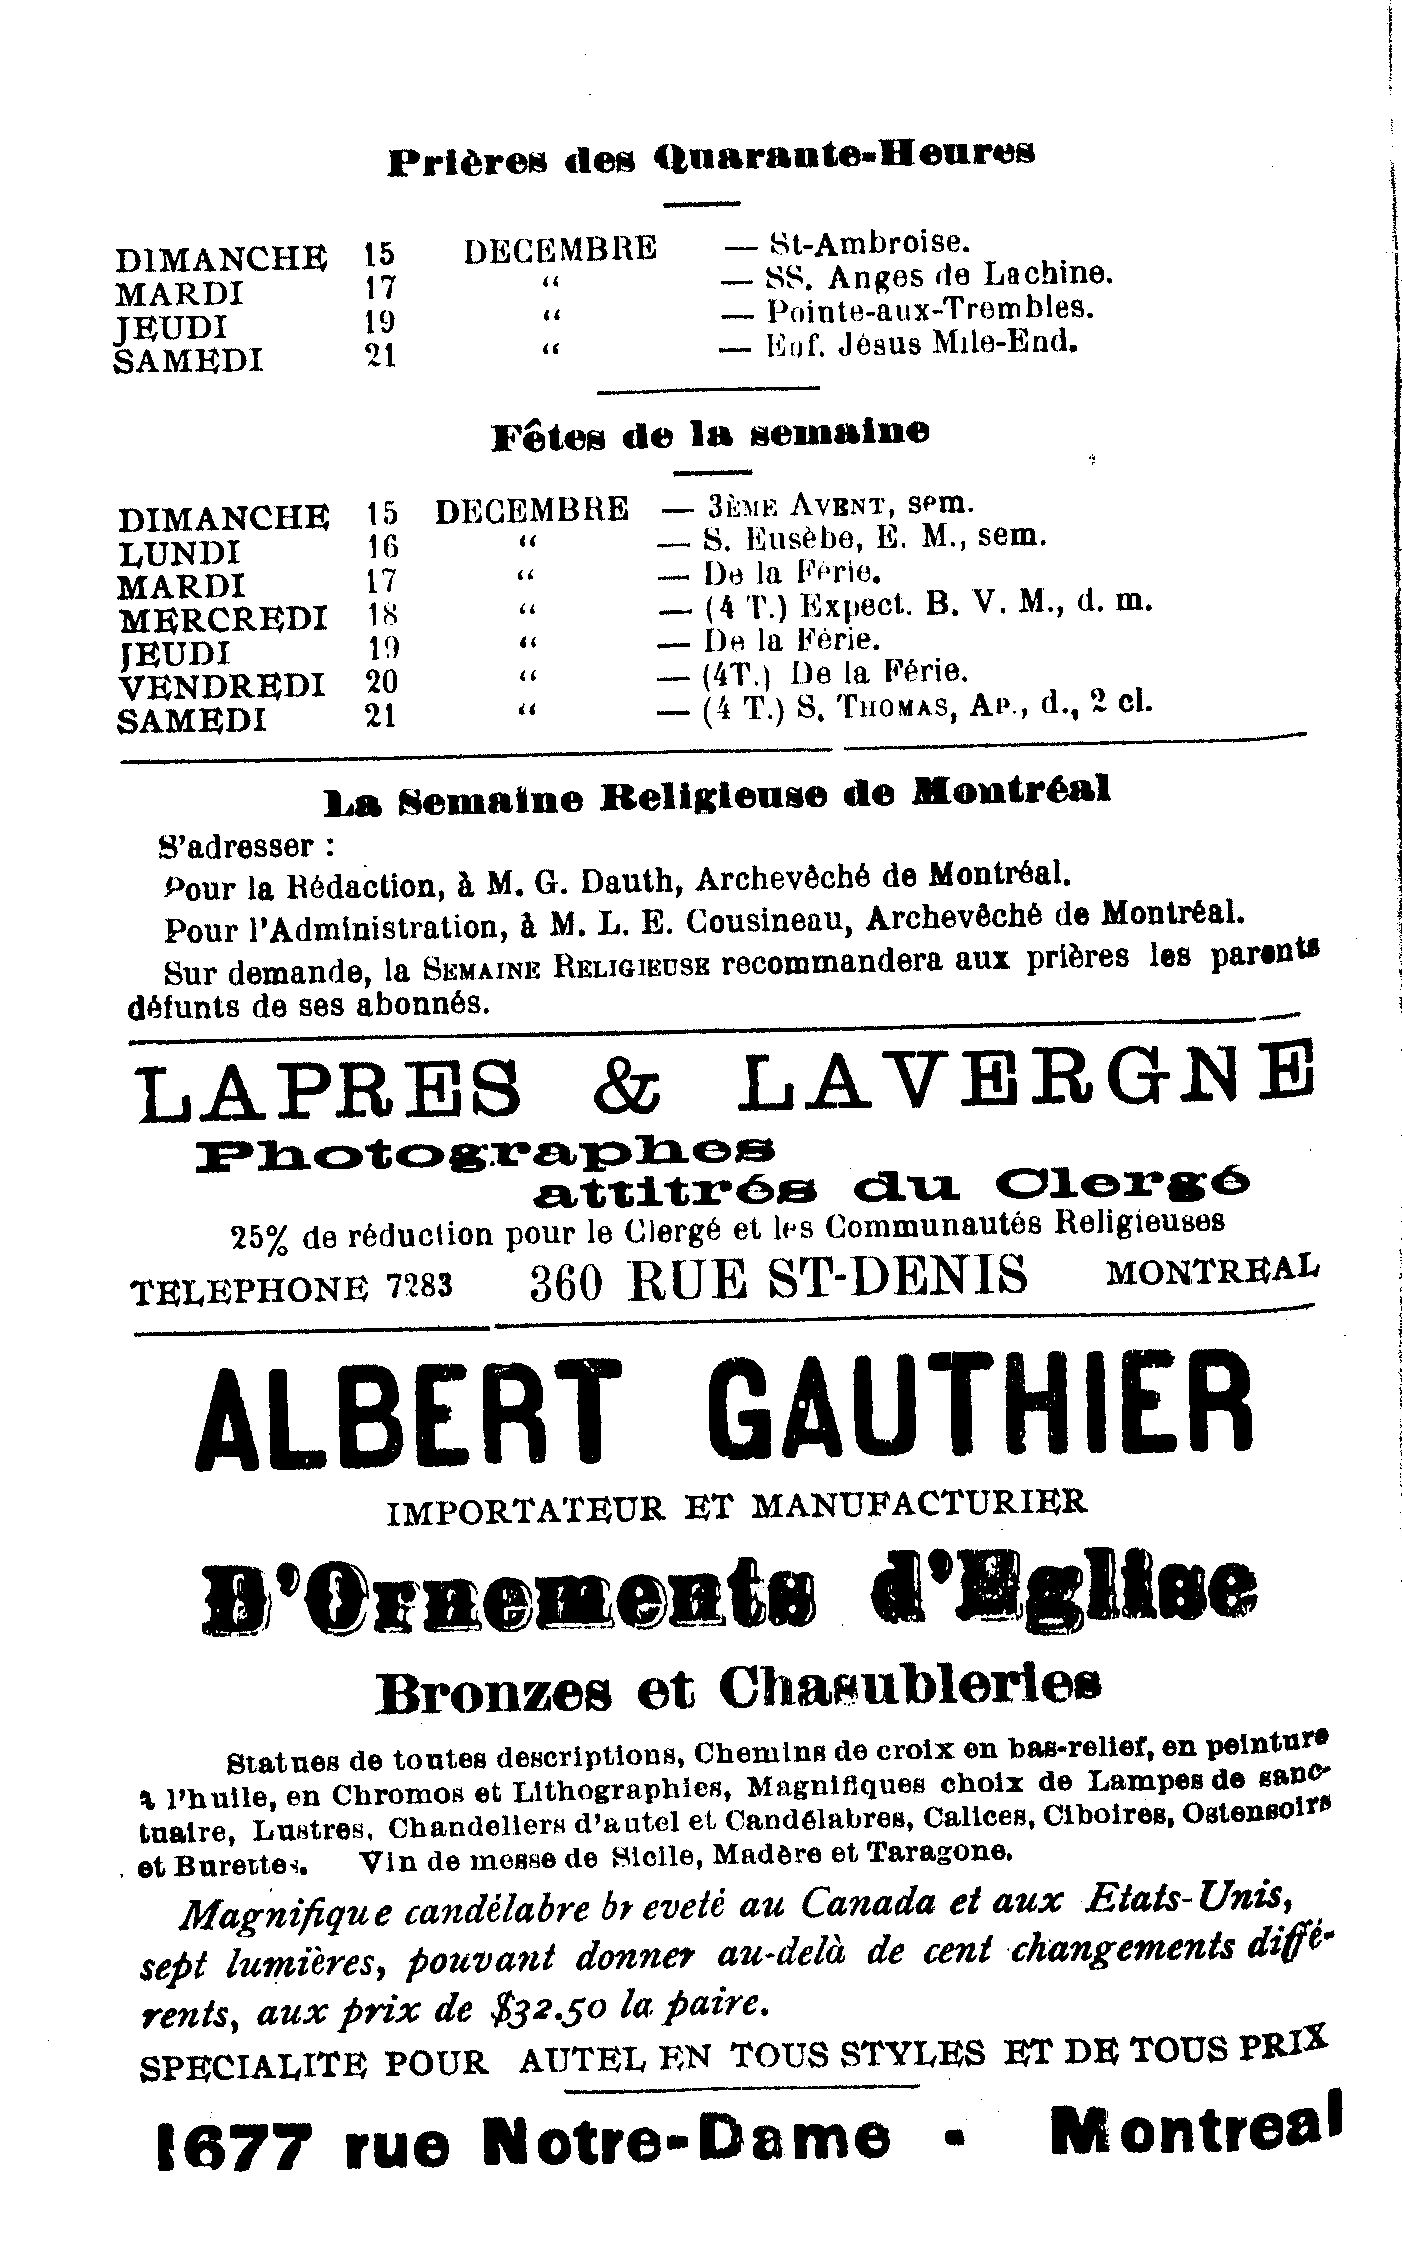 Prières des Quarante-Heures
DIMANCHE 15 DECEMBRE — St-Ambroise.
MARDI 17 “ — SS. Anges de Lachine.
JEUDI 19 “ — Pointe-aux-Trembles.
SAMEDI 21 “ — Enf. Jésus Mile-End.
Fêtes de la semaine
DIMANCHE 15 DECEMBRE — 3ÈME AVENT, sem.
LUNDI 16 “ — S. Eusèbe, E. M., sem.
MARDI 17 “ — De la Férie.
MERCREDI 18 “ — (4 T.) Expect. B. V. M., d. m.
JEUDI 19 “ — De la Férie.
VENDREDI 20 “ — (4T.) De la Férie.
SAMEDI 21 “ — (4 T.) S. THOMAS, AP., d., 2 cl.
La Semaine Religieuse de Montréal
S'adresser :
Pour la Rédaction, à M. G. Dauth, Archevêché de Montréal.
Pour l'Administration, à M. L. E. Cousineau, Archevêché de Montréal.
Sur demande, la SEMAINE RELIGIEUSE recommandera aux prières les parents
défunts de ses abonnés.
LAPRES & LAVERGNE
Photographes
attitrés du Clergé
25% de réduction pour le Clergé et les Communautés Religieuses
TELEPHONE 7283 360 RUE ST-DENIS MONTREAL
ALBERT GAUTHIER
IMPORTATEUR ET MANUFACTURIER
D'Ornements d'Eglise
Bronzes et Chasubleries
Statues de toutes descriptions, Chemins de croix en bas-relief, en peinture
à l'huile, en Chromos et Lithographies, Magnifiques choix de Lampes de sanc-
tuaire, Lustres, Chandeliers d'autel et Candélabres, Calices, Ciboires, Ostensoirs
et Burettes. Vin de messe de Sicile, Madère et Taragone.
Magnifique candélabre breveté au Canada et aux Etats-Unis,
sept lumières, pouvant donner au-delà de cent changements diffé-
rents, aux prix de $32.50 la paire.
SPECIALITE POUR AUTEL EN TOUS STYLES ET DE TOUS PRIX
1677 rue Notre-Dame - Montreal